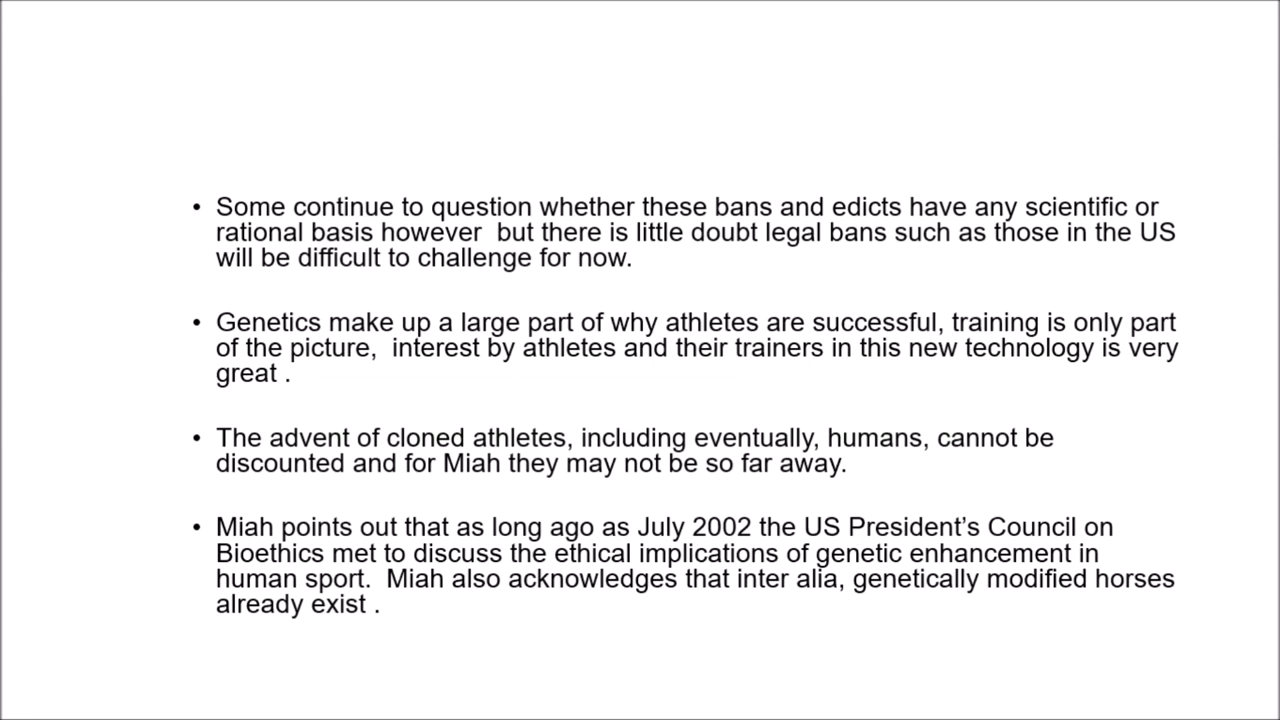 • Some continue to question whether these bans and edicts have any scientific or
rational basis however  but there is little doubt legal bans such as those in the US
will be difficult to challenge for now.
• Genetics make up a large part of why athletes are successful, training is only part
of the picture,  interest by athletes and their trainers in this new technology is very
great .
• The advent of cloned athletes, including eventually, humans, cannot be
discounted and for Miah they may not be so far away.
• Miah points out that as long ago as July 2002 the US President’s Council on
Bioethics met to discuss the ethical implications of genetic enhancement in
human sport.  Miah also acknowledges that inter alia, genetically modified horses
already exist .